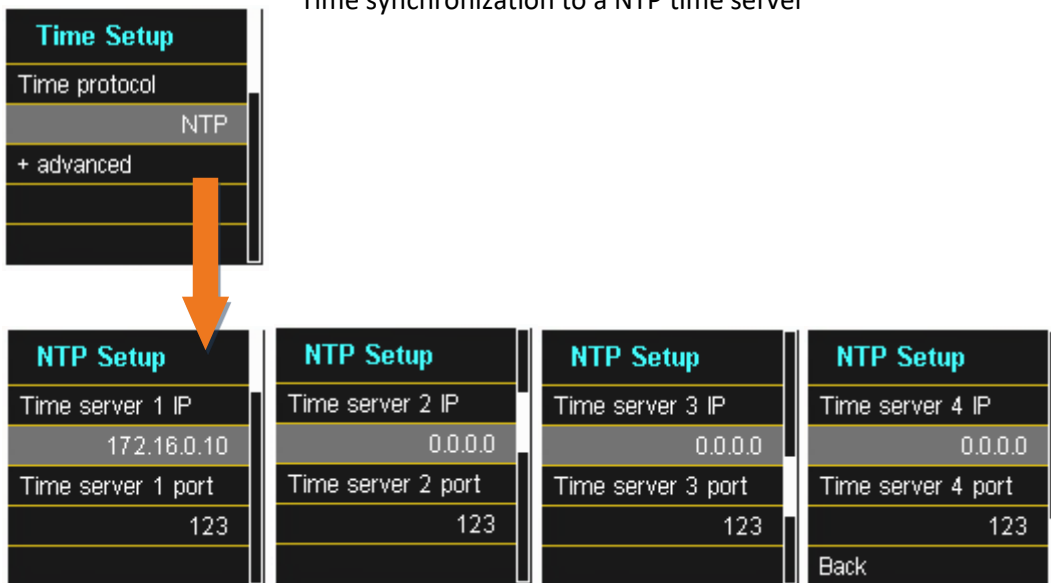 Time synchronization to a NTP time server
Time Setup
Time protocol
NTP
+ advanced
NTP Setup
Time server 1 IP
172.16.0.10
Time server 1 port
123
NTP Setup
Time server 2 IP
0.0.0.0
Time server 2 port
123
NTP Setup
Time server 3 IP
0.0.0.0
Time server 3 port
123
NTP Setup
Time server 4 IP
0.0.0.0
Time server 4 port
123
Back